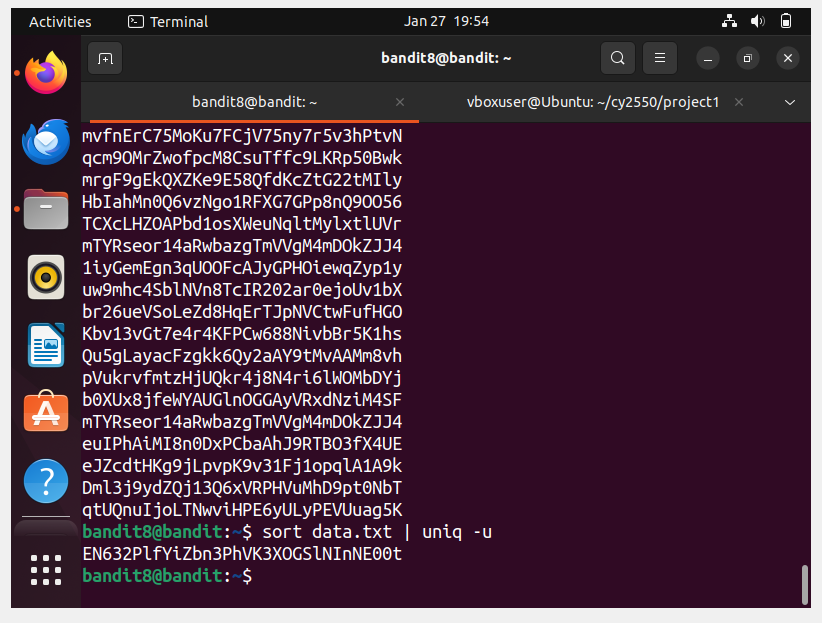 Activities
Terminal
Jan 27 19:54
bandit8@bandit: ~
bandit8@bandit: ~
vboxuser@Ubuntu: ~/cy2550/project1
mvfnErC75MoKu7FCjV75ny7r5v3hPtvN
qcm9OMrZwofpcM8CsuTffc9LKRp50Bwk
mrgF9gEkQXZKe9E58QfdKcZtG22tMIly
HbIahMn0Q6vzNgo1RFXG7GPp8nQ9OO56
TCXcLHZOAPbd1osXWeuNqltMylxtlUVr
mTYRseor14aRwbazgTmVVgM4mDOkZJJ4
1iyGemEgn3qUOOFcAJyGPHOiewqZyp1y
uw9mhc4SblNVn8TcIR202ar0ejoUv1bX
br26ueVSoLeZd8HqErTJpNVCtwFufHGO
Kbv13vGt7e4r4KFPCw688NivbBr5K1hs
Qu5gLayacFzgkk6Qy2aAY9tMvAAMm8vh
pVukrvfmtzHjUQkr4j8N4ri6lWOMbDYj
b0XUx8jfeWYAUGlnOGGAyVRxdNziM4SF
mTYRseor14aRwbazgTmVVgM4mDOkZJJ4
euIPhAiMI8n0DxPCbaAhJ9RTBO3fX4UE
eJZcdtHKg9jLpvpK9v31Fj1opqlA1A9k
Dml3j9ydZQj13Q6xVRPHVuMhD9pt0NbT
qtUQnuIjoLTNwviHPE6yULyPEVUuag5K
bandit8@bandit:~$ sort data.txt | uniq -u
EN632PlfYiZbn3PhVK3XOGSlNInNE00t
bandit8@bandit:~$